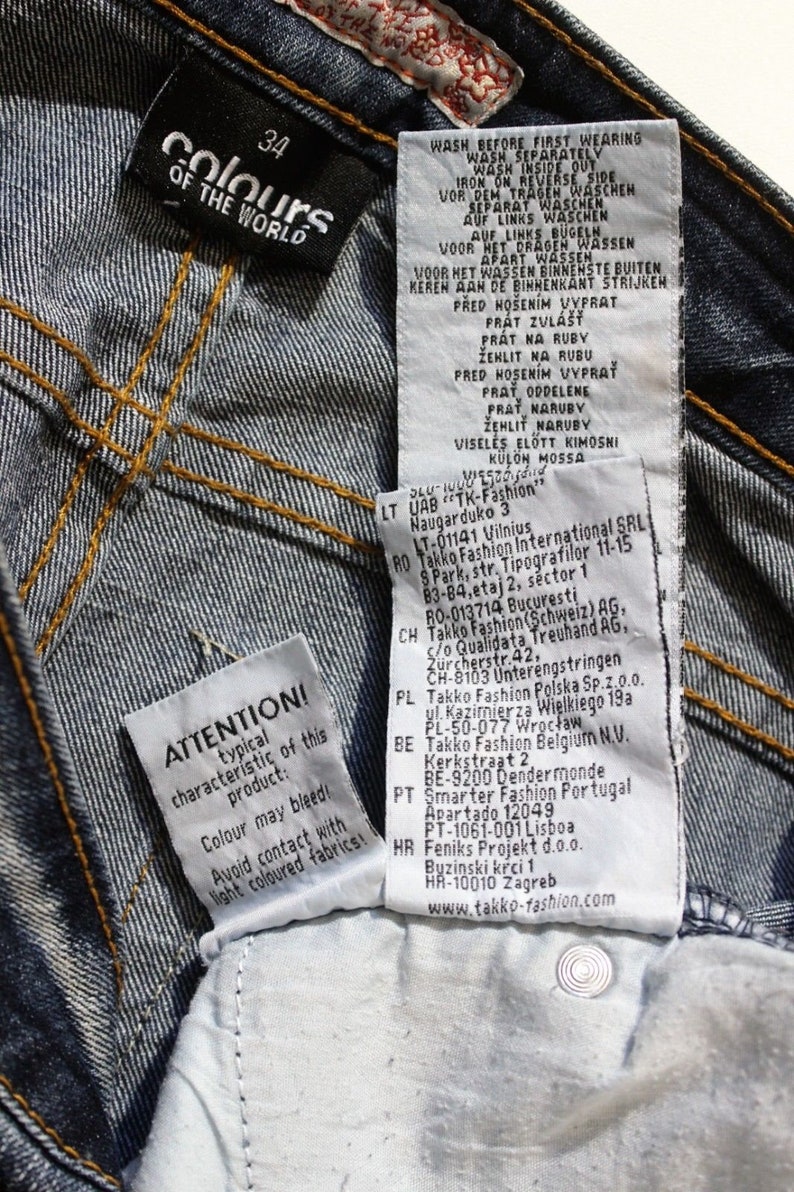 34
colours
OF THE WORLD
WASH BEFORE FIRST WEARING
WASH SEPARATELY
WASH INSIDE OUT
IRON ON REVERSE SIDE
VOR DEM TRAGEN WASCHEN
SEPARAT WASCHEN
AUF LINKS WASCHEN
AUF LINKS BÜGELN
VOOR HET DRAGEN WASSEN
APART WASSEN
VOOR HET WASSEN BINNENSTE BUITEN
KEREN AAN DE BINNENKANT STRIJKEN
PŘED NOŠENÍM VYPRAT
PRÁT ZVLÁŠŤ
PRÁT NA RUBY
ŽEHLIT NA RUBU
PRED NOSENÍM VYPRAŤ
PRAŤ ODDELENE
PRAŤ NARUBY
ŽEHLIŤ NARUBY
VISELÉS ELŐTT KIMOSNI
KÜLÖN MOSSA
LT UAB "TK-Fashion"
Naugarduko 3
LT-01141 Vilnius
RO Takko Fashion International SRL
S Park, str. Tipografilor 11-15
B3-B4, etaj 2, sector 1
RO-013714 Bucuresti
CH Takko Fashion (Schweiz) AG,
c/o Qualidata Treuhand AG,
Zürcherstr. 42,
CH-8103 Unterengstringen
PL Takko Fashion Polska Sp.z.o.o.
ul. Kazimierza Wielkiego 19a
PL-50-077 Wrocław
BE Takko Fashion Belgium N.V.
Kerkstraat 2
BE-9200 Dendermonde
PT Smarter Fashion Portugal
Apartado 12049
PT-1061-001 Lisboa
HR Feniks Projekt d.o.o.
Buzinski krći 1
HR-10010 Zagreb
www.takko-fashion.com
ATTENTION!
typical
characteristic of this
product:
Colour may bleed!
Avoid contact with
light coloured fabrics!